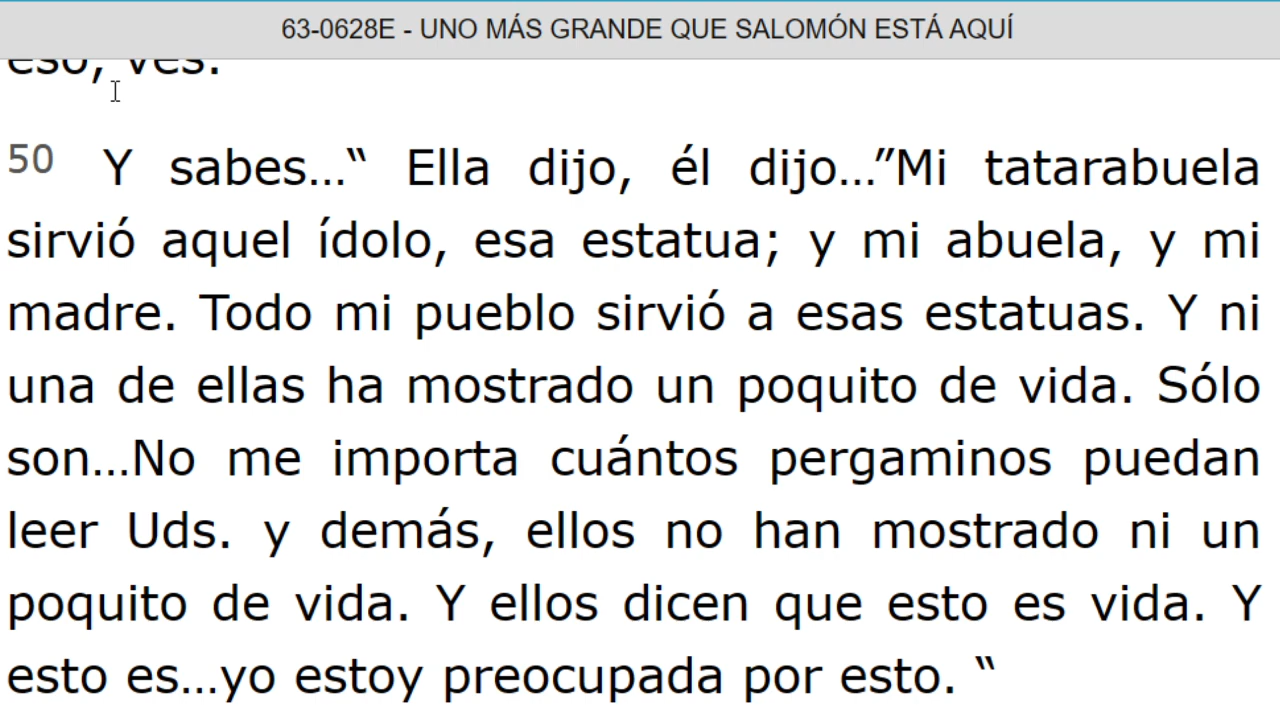 63-0628E - UNO MÁS GRANDE QUE SALOMÓN ESTÁ AQUÍ
eso, ves.
50 Y sabes...‟ Ella dijo, él dijo...”Mi tatarabuela
sirvió aquel ídolo, esa estatua; y mi abuela, y mi
madre. Todo mi pueblo sirvió a esas estatuas. Y ni
una de ellas ha mostrado un poquito de vida. Sólo
son...No me importa cuántos pergaminos puedan
leer Uds. y demás, ellos no han mostrado ni un
poquito de vida. Y ellos dicen que esto es vida. Y
esto es...yo estoy preocupada por esto. ‟